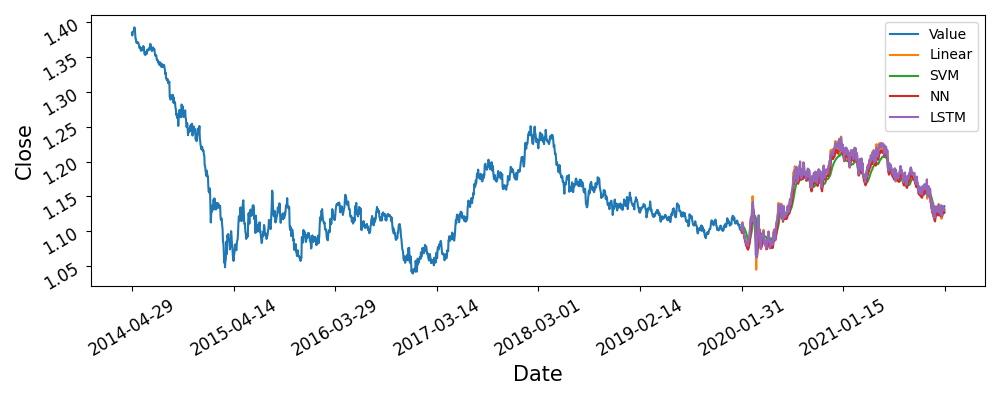 1.40
1.35
1.30
1.25
1.20
1.15
1.10
1.05
Close
Value
Linear
SVM
NN
LSTM
2014-04-29
2015-04-14
2016-03-29
2017-03-14
2018-03-01
2019-02-14
2020-01-31
2021-01-15
Date